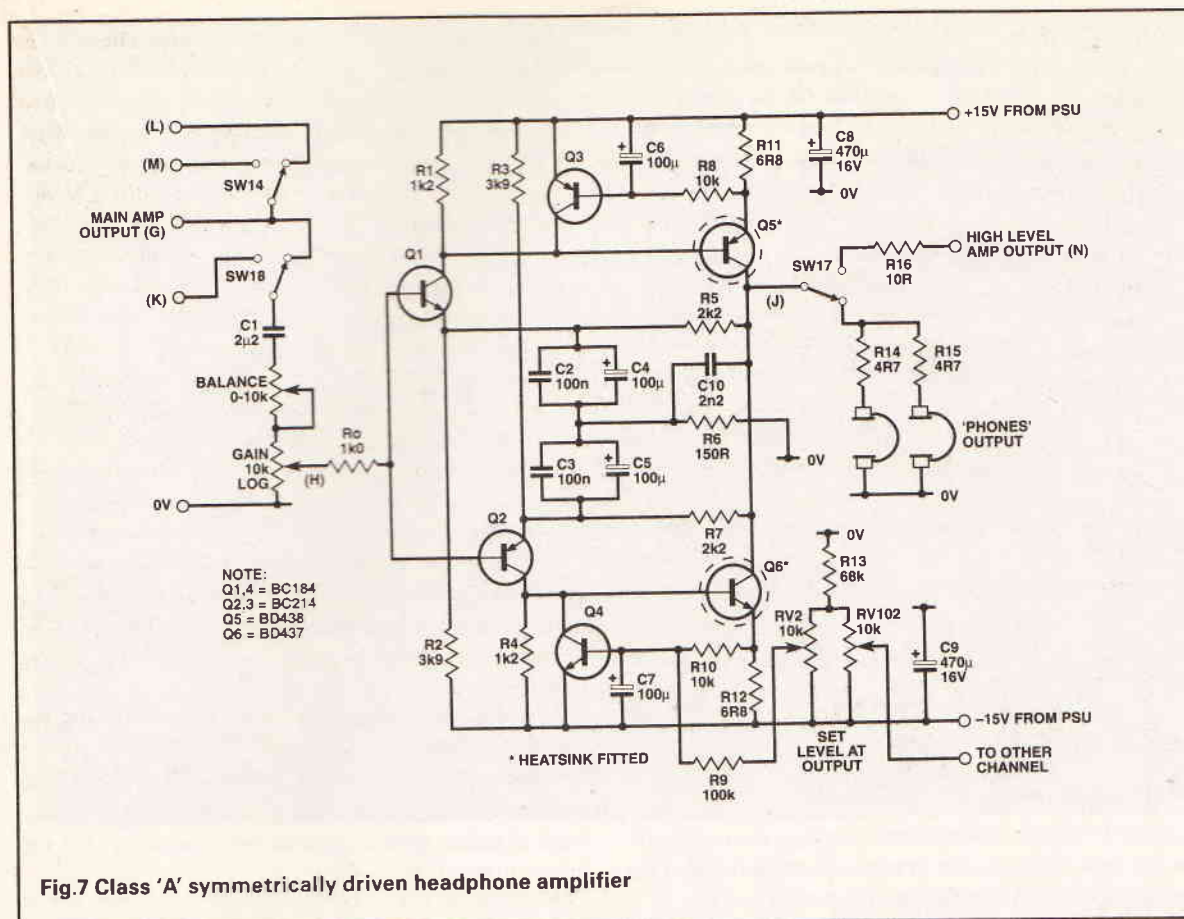 (L)
(M)
SW14
MAIN AMP
OUTPUT (G)
SW18
(K)
C1
2µ2
BALANCE
0-10k
GAIN
10k
LOG
(H)
Ro
1k0
0V
NOTE:
Q1,4 = BC184
Q2,3 = BC214
Q5 = BD438
Q6 = BD437
Q1
R1
1k2
R3
3k9
Q3
+
C6
100µ
R8
10k
R11
6R8
+
C8
470µ
16V
0V
+15V FROM PSU
Q5*
R5
2k2
C2
100n
+
C4
100µ
C10
2n2
R6
150R
0V
C3
100n
+
C5
100µ
R7
2k2
Q2
Q6*
Q4
R2
3k9
R4
1k2
+
C7
100µ
R10
10k
R12
6R8
R9
100k
* HEATSINK FITTED
(J)
SW17
R16
10R
HIGH LEVEL
AMP OUTPUT (N)
R14
4R7
R15
4R7
'PHONES'
OUTPUT
0V
0V
R13
68k
RV2
10k
RV102
10k
+
C9
470µ
16V
–15V FROM PSU
SET
LEVEL AT
OUTPUT
TO OTHER
CHANNEL
Fig.7 Class 'A' symmetrically driven headphone amplifier